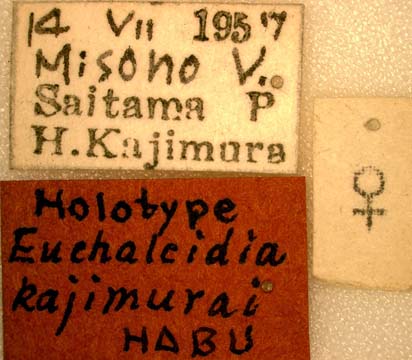 14 VII 1957
Misono V.
Saitama P
H.Kajimura
♀
Holotype
Euchalcidia
kajimurai
HABU